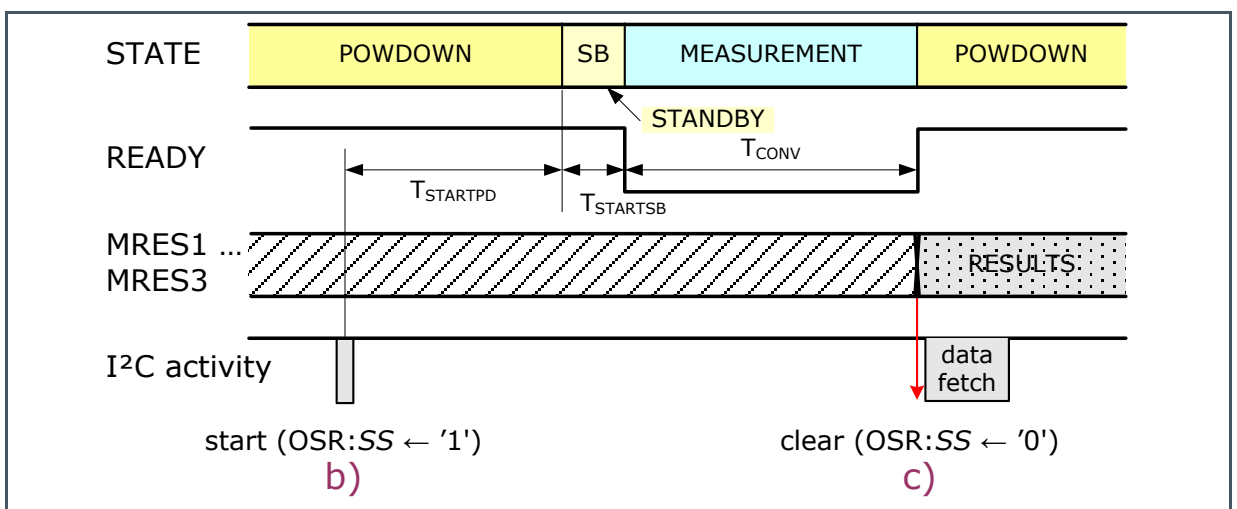 STATE
POWDOWN
SB
MEASUREMENT
POWDOWN
STANDBY
READY
TSTARTPD
TSTARTSB
TCONV
MRES1 ...
MRES3
RESULTS
I²C activity
data
fetch
start (OSR:SS ← ’1')
clear (OSR:SS ← ’0')
b)
c)